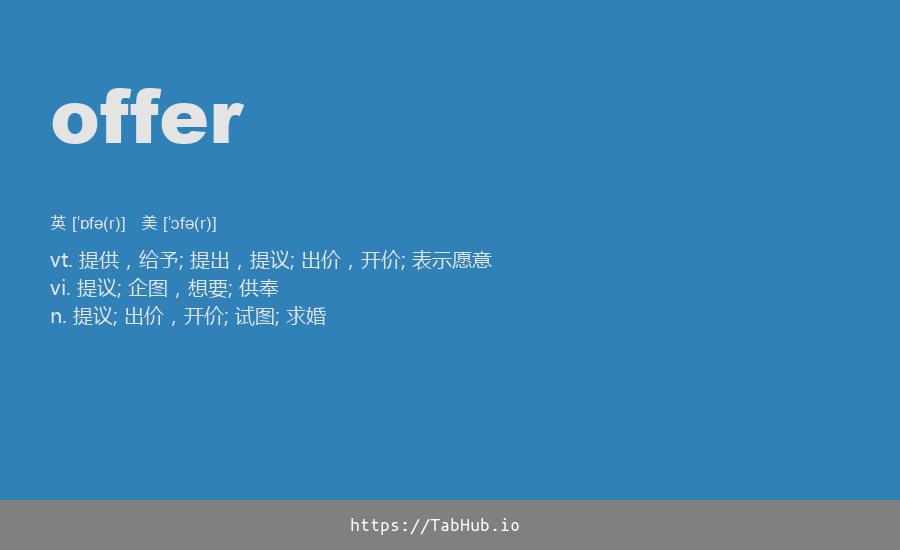 offer
英 [ˈɒfə(r)] 美 [ˈɔfə(r)]
vt. 提供，给予; 提出，提议; 出价，开价; 表示愿意
vi. 提议; 企图，想要; 供奉
n. 提议; 出价，开价; 试图; 求婚
https://TabHub.io